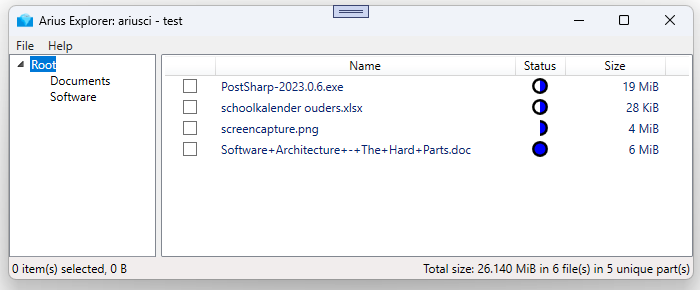 Arius Explorer: ariusci - test
File Help
Root
Documents
Software
Name Status Size
PostSharp-2023.0.6.exe 19 MiB
schoolkalender ouders.xlsx 28 KiB
screencapture.png 4 MiB
Software+Architecture+-+The+Hard+Parts.doc 6 MiB
0 item(s) selected, 0 B Total size: 26.140 MiB in 6 file(s) in 5 unique part(s)